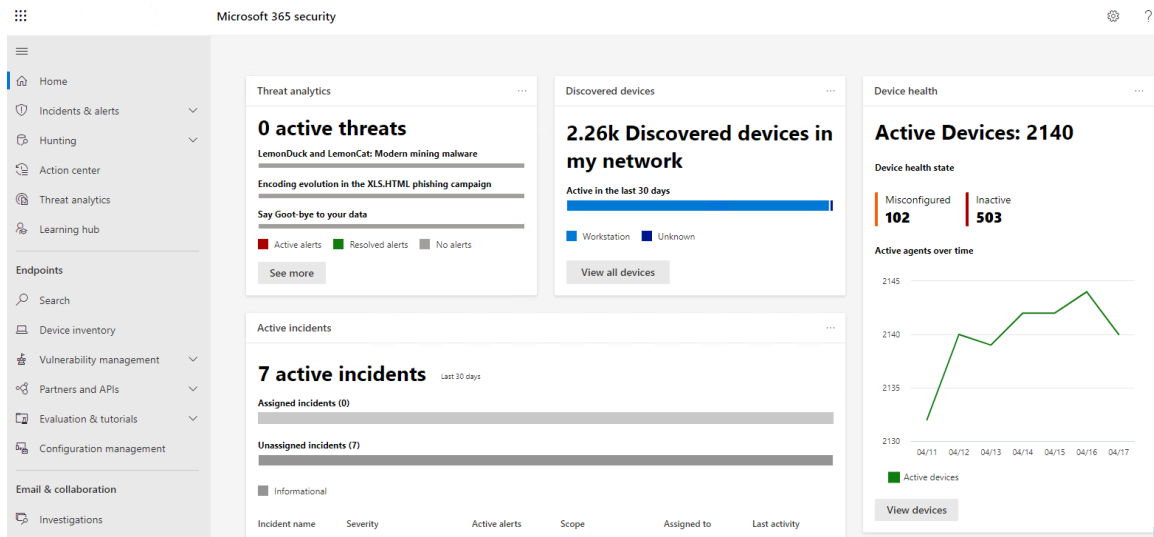 Microsoft 365 security
?
Home
Incidents & alerts
Hunting
Action center
Threat analytics
Learning hub
Endpoints
Search
Device inventory
Vulnerability management
Partners and APIs
Evaluation & tutorials
Configuration management
Email & collaboration
Investigations
Threat analytics
0 active threats
LemonDuck and LemonCat: Modern mining malware
Encoding evolution in the XLS.HTML phishing campaign
Say Goot-bye to your data
Active alerts Resolved alerts No alerts
See more
Discovered devices
2.26k Discovered devices in
my network
Active in the last 30 days
Workstation Unknown
View all devices
Active incidents
7 active incidents Last 30 days
Assigned incidents (0)
Unassigned incidents (7)
Informational
Incident name Severity Active alerts Scope Assigned to Last activity
Device health
Active Devices: 2140
Device health state
Misconfigured Inactive
102 503
Active agents over time
2145
2140
2135
2130
04/11 04/12 04/13 04/14 04/15 04/16 04/17
Active devices
View devices